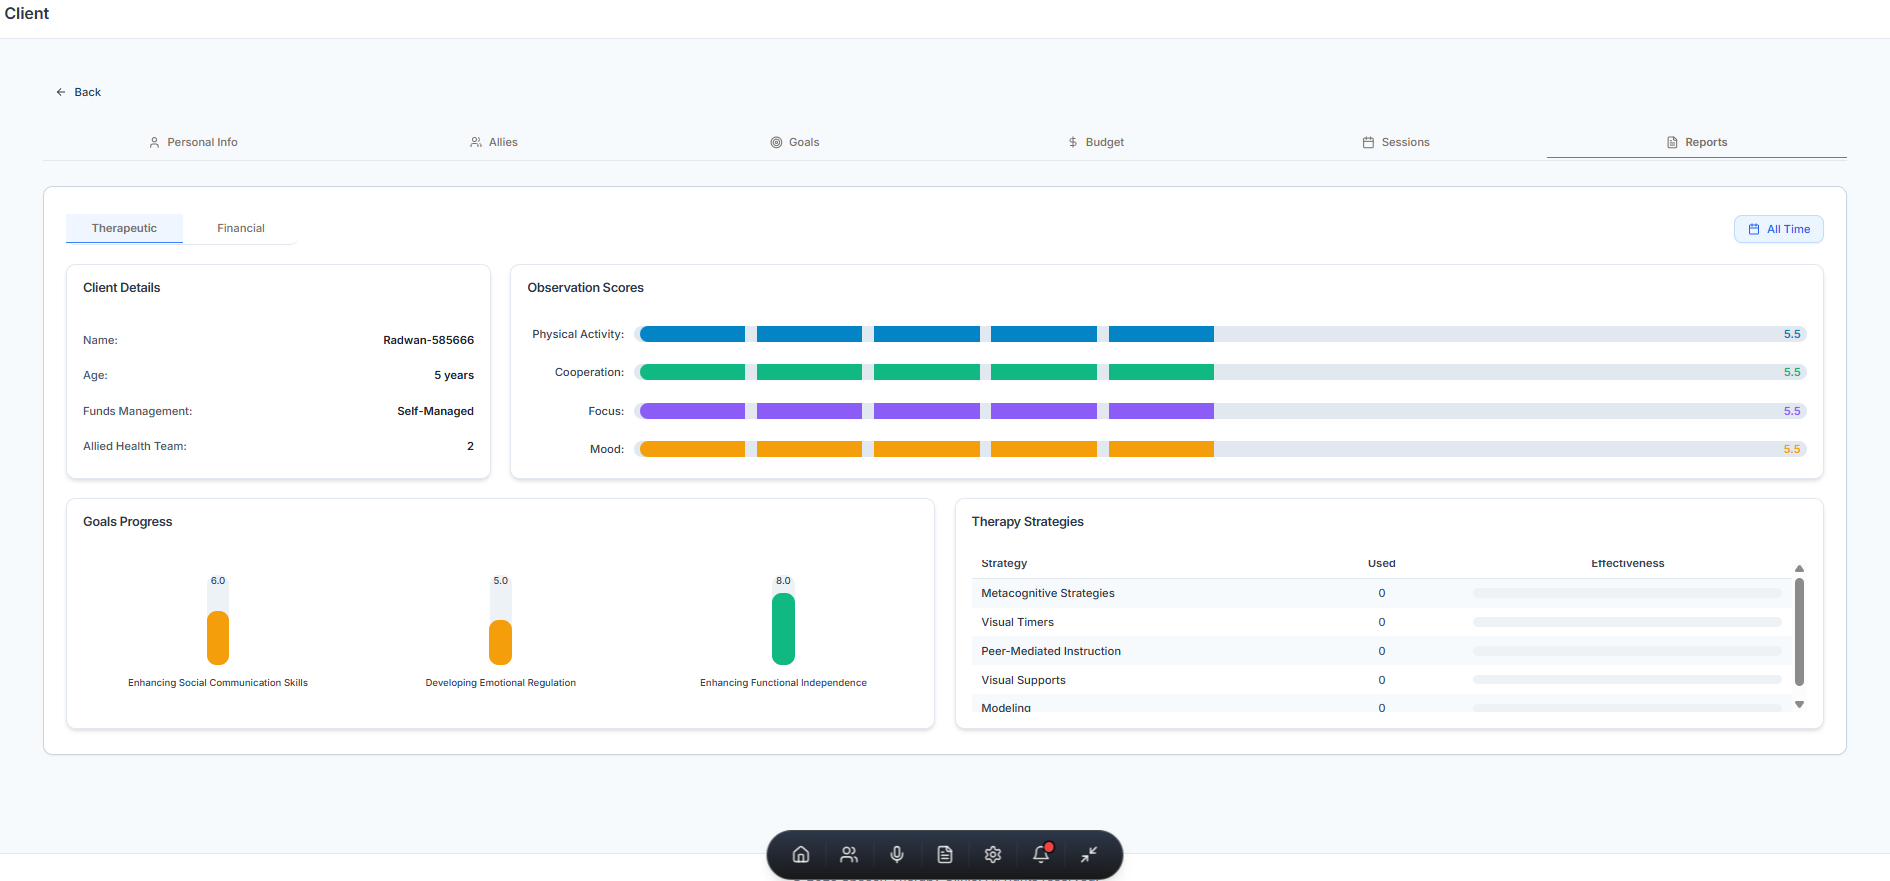 Client
Back
Personal Info
Allies
Goals
Budget
Sessions
Reports
Therapeutic
Financial
All Time
Client Details
Name:
Radwan-585666
Age:
5 years
Funds Management:
Self-Managed
Allied Health Team:
2
Observation Scores
Physical Activity:
5.5
Cooperation:
5.5
Focus:
5.5
Mood:
5.5
Goals Progress
6.0
5.0
8.0
Enhancing Social Communication Skills
Developing Emotional Regulation
Enhancing Functional Independence
Therapy Strategies
Strategy
Used
Effectiveness
Metacognitive Strategies
0
Visual Timers
0
Peer-Mediated Instruction
0
Visual Supports
0
Modeling
0